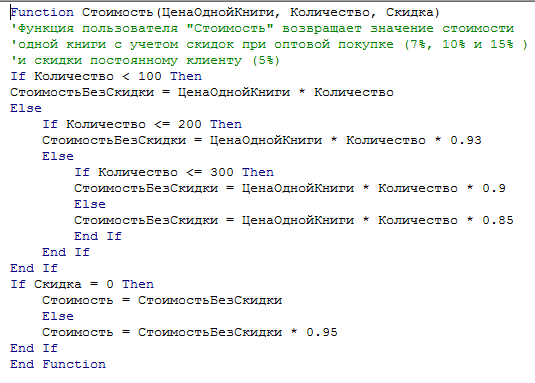 Function Стоимость(ЦенаОднойКниги, Количество, Скидка)
'функция пользователя "Стоимость" возвращает значение стоимости
'одной книги с учетом скидок при оптовой покупке (7%, 10% и 15% )
'и скидки постоянному клиенту (5%)
If Количество < 100 Then
СтоимостьБезСкидки = ЦенаОднойКниги * Количество
Else
    If Количество <= 200 Then
    СтоимостьБезСкидки = ЦенаОднойКниги * Количество * 0.93
    Else
        If Количество <= 300 Then
        СтоимостьБезСкидки = ЦенаОднойКниги * Количество * 0.9
        Else
        СтоимостьБезСкидки = ЦенаОднойКниги * Количество * 0.85
        End If
    End If
End If
If Скидка = 0 Then
    Стоимость = СтоимостьБезСкидки
    Else
    Стоимость = СтоимостьБезСкидки * 0.95
End If
End Function